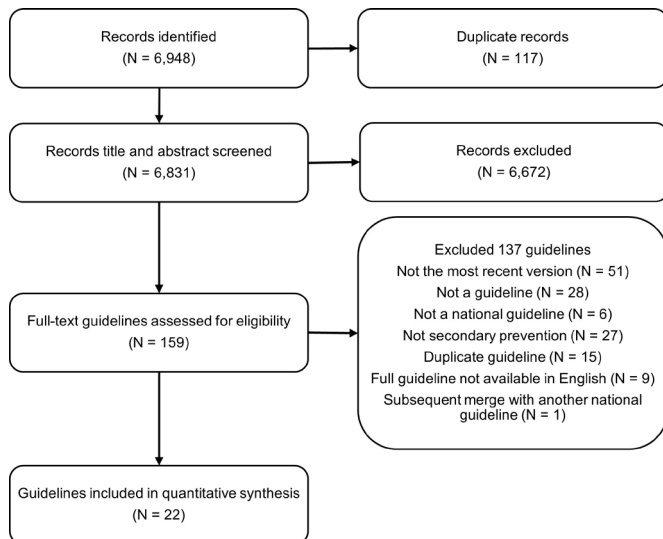 Records identified
(N = 6,948)
Duplicate records
(N = 117)
Records title and abstract screened
(N = 6,831)
Records excluded
(N = 6,672)
Full-text guidelines assessed for eligibility
(N = 159)
Excluded 137 guidelines
Not the most recent version (N = 51)
Not a guideline (N = 28)
Not a national guideline (N = 6)
Not secondary prevention (N = 27)
Duplicate guideline (N = 15)
Full guideline not available in English (N = 9)
Subsequent merge with another national
guideline (N = 1)
Guidelines included in quantitative synthesis
(N = 22)